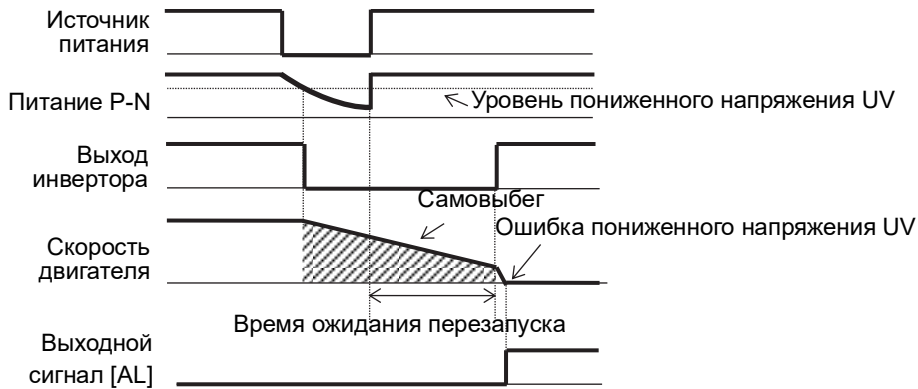 Источник
питания
Питание P-N
Уровень пониженного напряжения UV
Выход
инвертора
Самовыбег
Ошибка пониженного напряжения UV
Скорость
двигателя
Время ожидания перезапуска
Выходной
сигнал [AL]